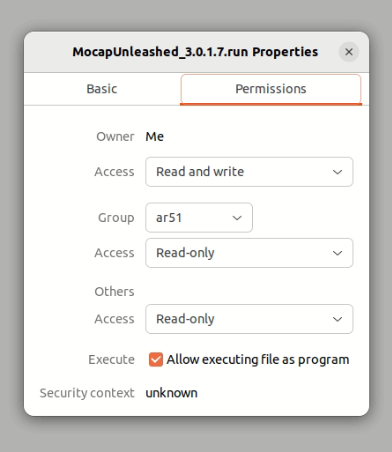 MocapUnleashed_3.0.1.7.run Properties
Basic
Permissions
Owner Me
Access Read and write
Group ar51
Access Read-only
Others
Access Read-only
Execute Allow executing file as program
Security context unknown